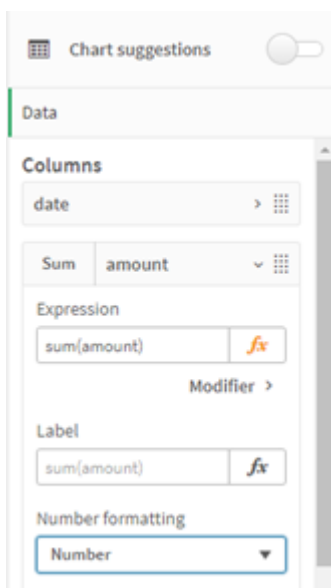 Chart suggestions
Data
Columns
date
Sum amount
Expression
sum(amount) fx
Modifier >
Label
sum(amount) fx
Number formatting
Number